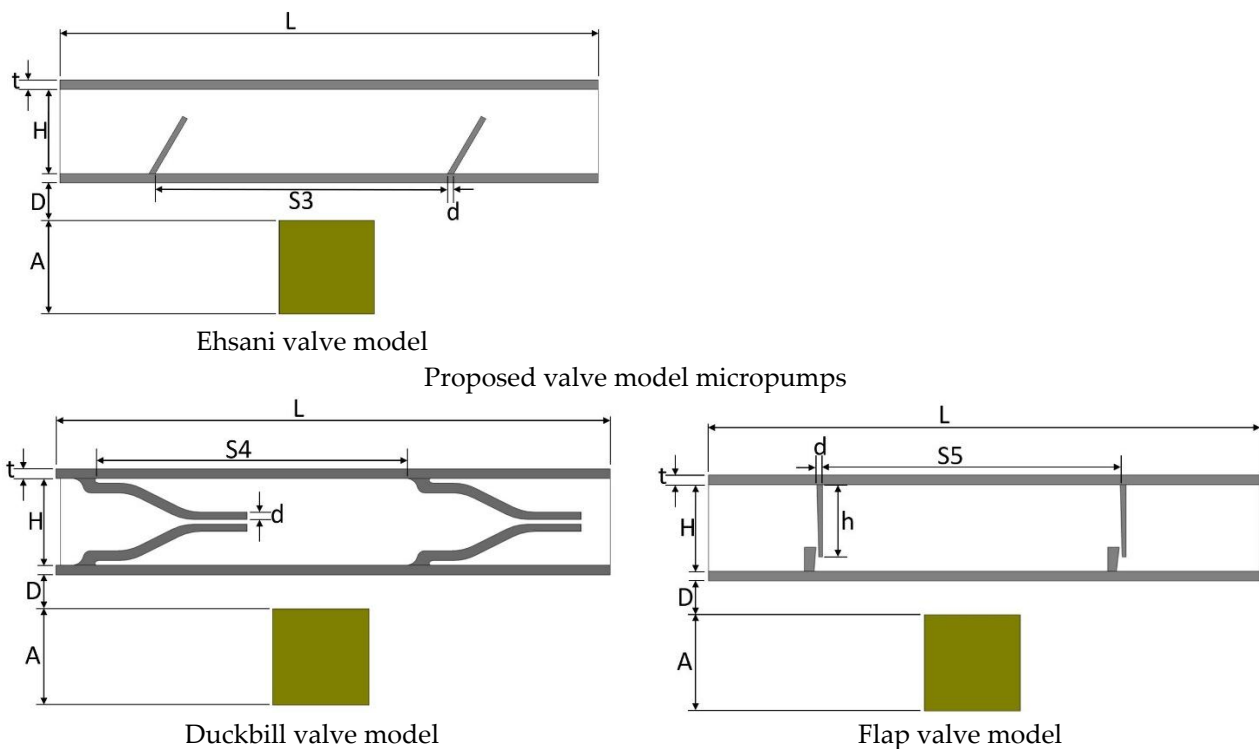 L
t
H
D
S3
d
A
Ehsani valve model
Proposed valve model micropumps
L
S4
t
H
d
D
A
Duckbill valve model
L
d
S5
t
H
h
D
A
Flap valve model